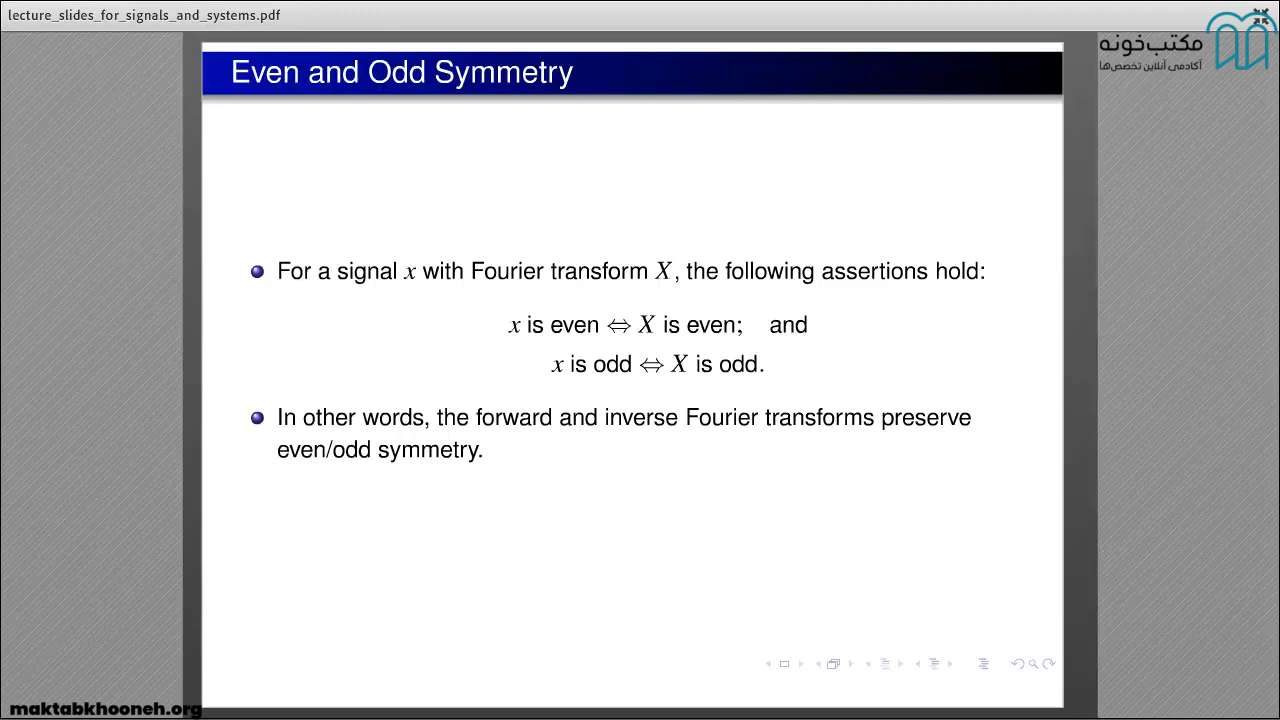 lecture_slides_for_signals_and_systems.pdf
مکتب‌خونه
آکادمی آنلاین تخصص‌ها
Even and Odd Symmetry
For a signal x with Fourier transform X, the following assertions hold:
x is even ⇔ X is even; and
x is odd ⇔ X is odd.
In other words, the forward and inverse Fourier transforms preserve
even/odd symmetry.
maktabkhooneh.org